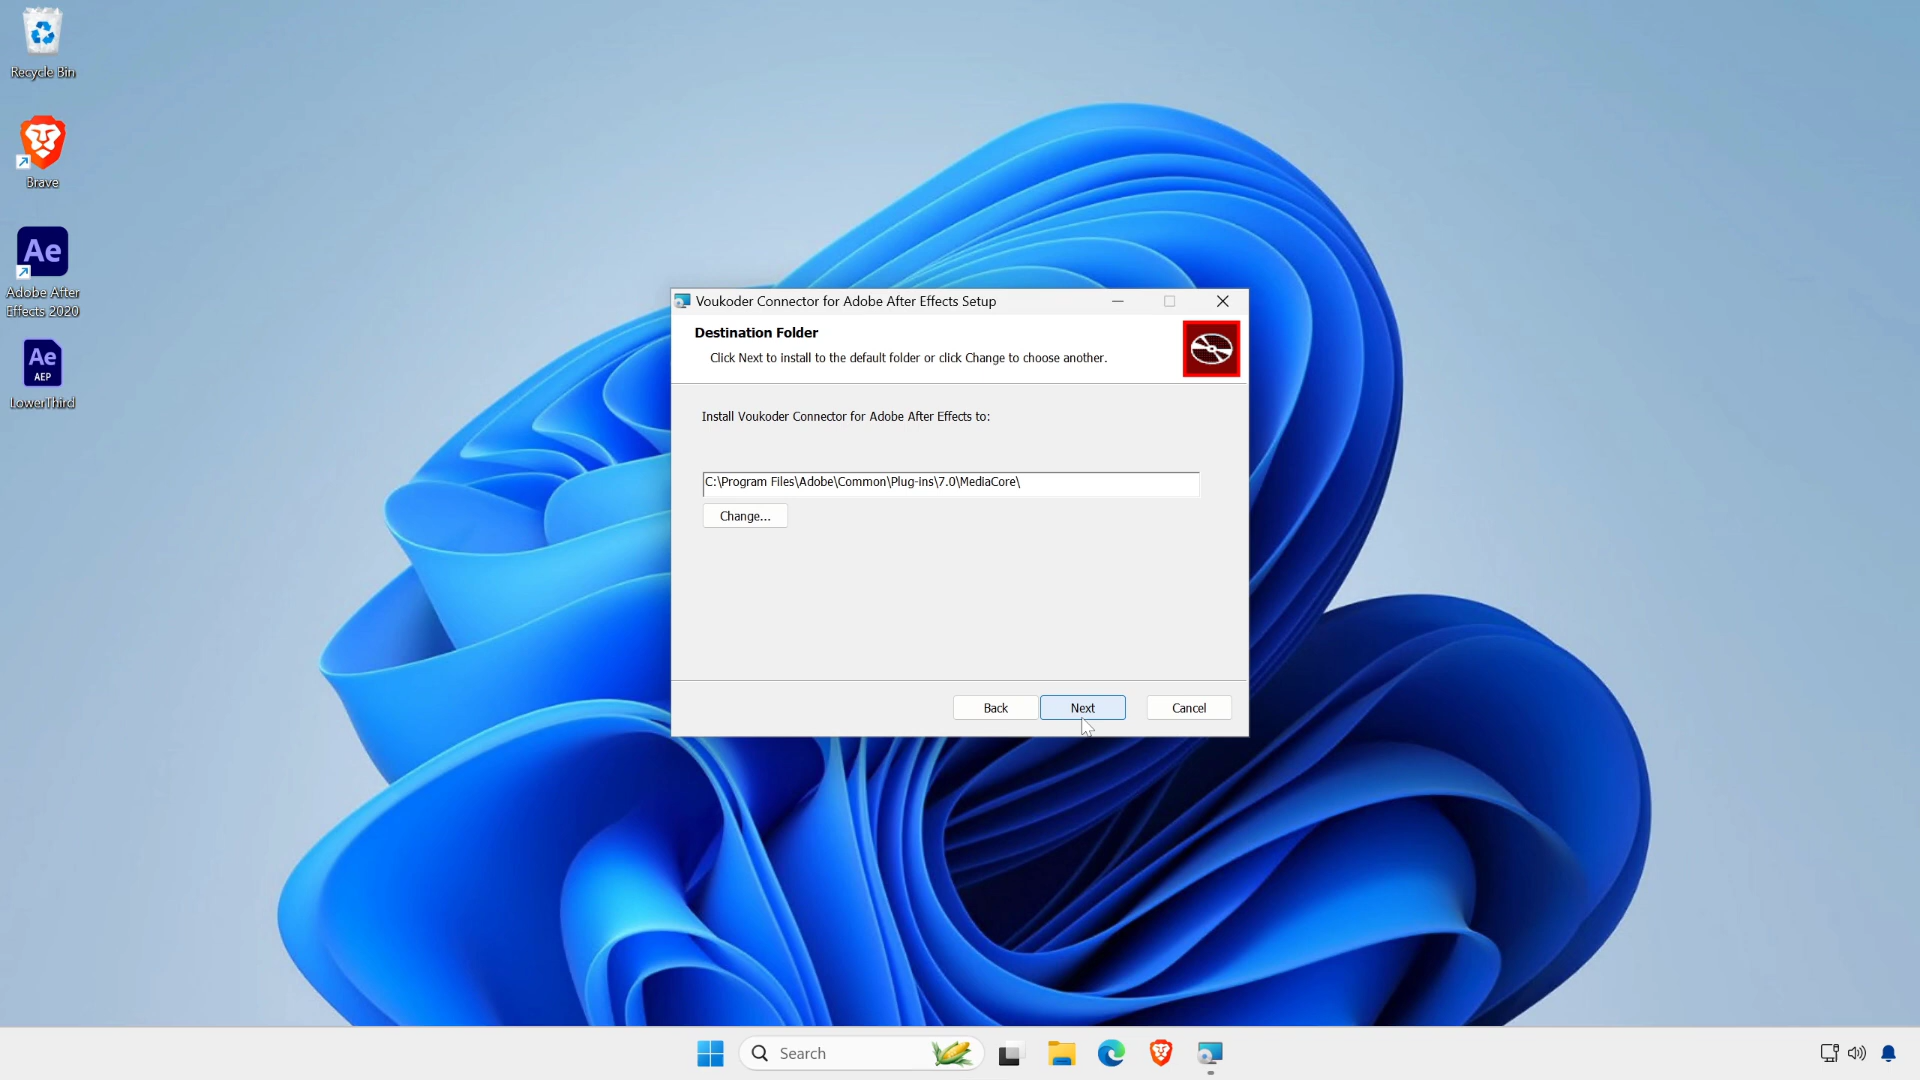 Recycle Bin
Brave
Ae
Adobe After
Effects 2020
Ae
AEP
LowerThird
Voukoder Connector for Adobe After Effects Setup
Destination Folder
Click Next to install to the default folder or click Change to choose another.
Install Voukoder Connector for Adobe After Effects to:
C:\Program Files\Adobe\Common\Plug-ins\7.0\MediaCore\
Change...
Back
Next
Cancel
Search